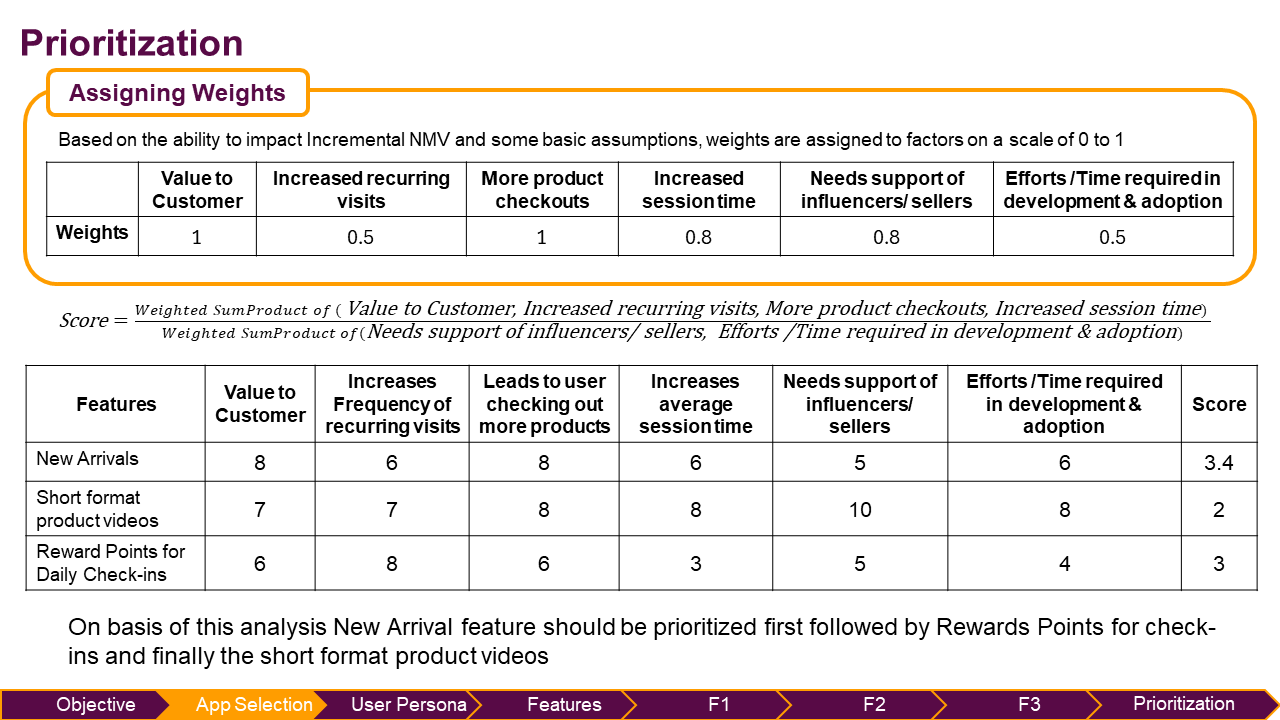 Prioritization
Assigning Weights
Based on the ability to impact Incremental NMV and some basic assumptions, weights are assigned to factors on a scale of 0 to 1
Value to Customer Increased recurring visits More product checkouts Increased session time Needs support of influencers/ sellers Efforts /Time required in development & adoption
Weights 1 0.5 1 0.8 0.8 0.5
Score = Weighted SumProduct of ( Value to Customer, Increased recurring visits, More product checkouts, Increased session time)
Weighted SumProduct of (Needs support of influencers/ sellers, Efforts /Time required in development & adoption)
Features Value to Customer Increases Frequency of recurring visits Leads to user checking out more products Increases average session time Needs support of influencers/ sellers Efforts /Time required in development & adoption Score
New Arrivals 8 6 8 6 5 6 3.4
Short format product videos 7 7 8 8 10 8 2
Reward Points for Daily Check-ins 6 8 6 3 5 4 3
On basis of this analysis New Arrival feature should be prioritized first followed by Rewards Points for check-
ins and finally the short format product videos
Objective App Selection User Persona Features F1 F2 F3 Prioritization